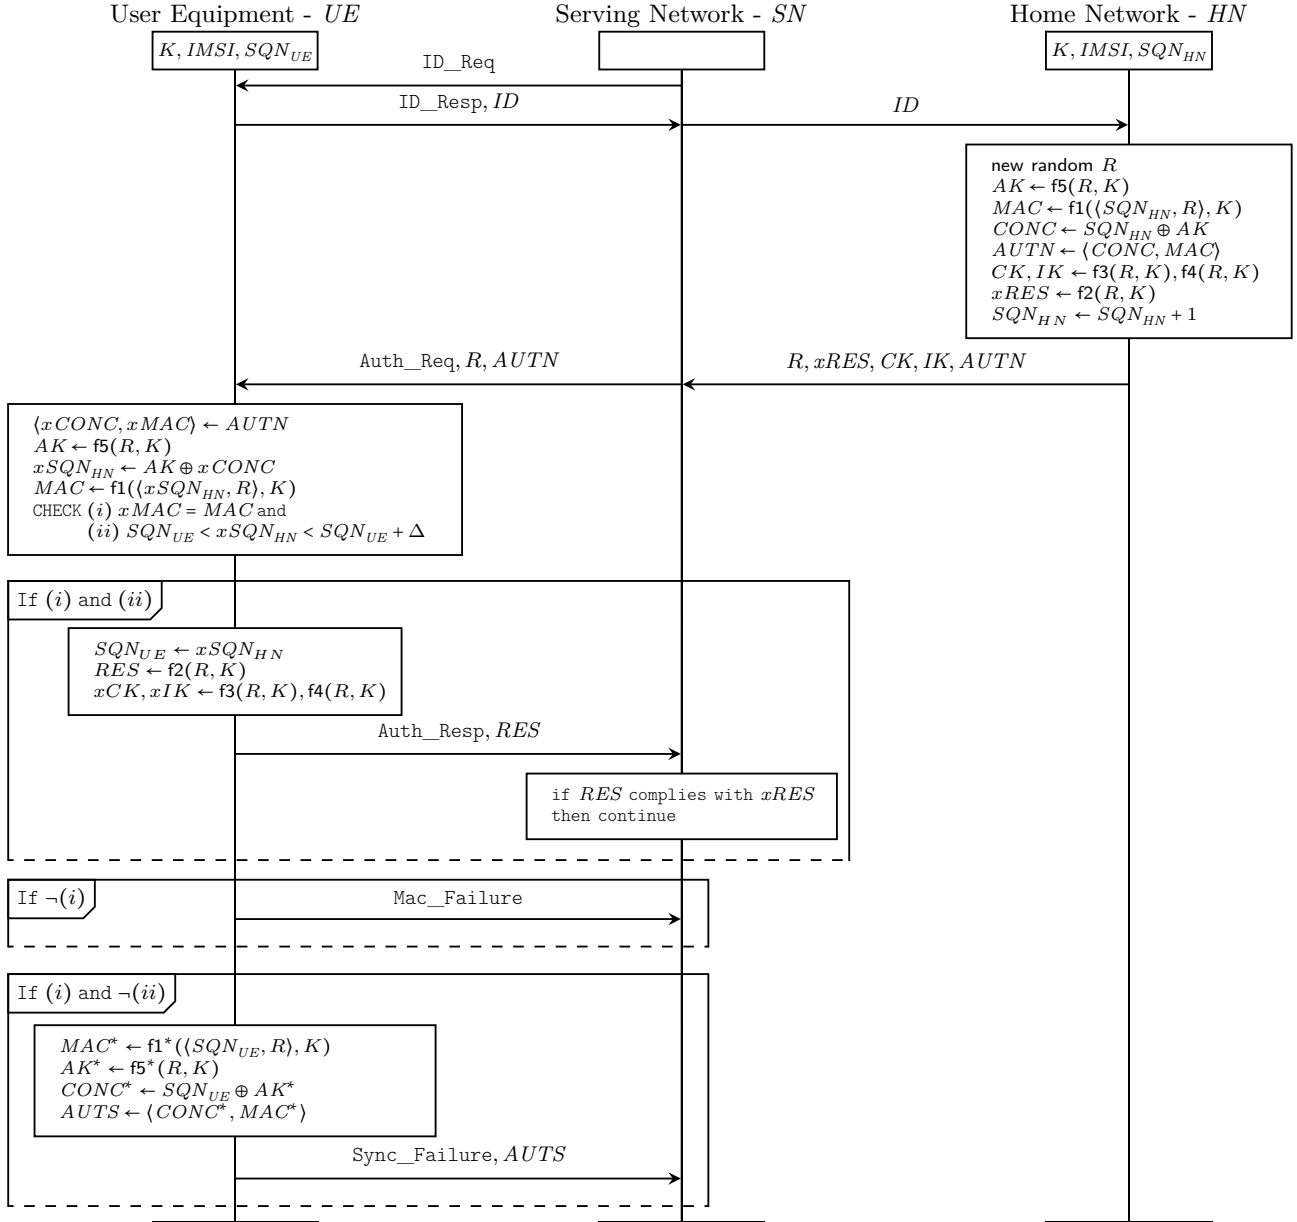 User Equipment - UE
Serving Network - SN
Home Network - HN
K, IMSI, SQN_UE
K, IMSI, SQN_HN
ID_Req
ID_Resp, ID
ID
new random R
AK ← f5(R, K)
MAC ← f1(⟨SQN_HN, R⟩, K)
CONC ← SQN_HN ⊕ AK
AUTN ← ⟨CONC, MAC⟩
CK, IK ← f3(R, K), f4(R, K)
xRES ← f2(R, K)
SQN_HN ← SQN_HN + 1
Auth_Req, R, AUTN
R, xRES, CK, IK, AUTN
⟨xCONC, xMAC⟩ ← AUTN
AK ← f5(R, K)
xSQN_HN ← AK ⊕ xCONC
MAC ← f1(⟨xSQN_HN, R⟩, K)
CHECK (i) xMAC = MAC and
(ii) SQN_UE < xSQN_HN < SQN_UE + Δ
If (i) and (ii)
SQN_UE ← xSQN_HN
RES ← f2(R, K)
xCK, xIK ← f3(R, K), f4(R, K)
Auth_Resp, RES
if RES complies with xRES
then continue
If ¬(i)
Mac_Failure
If (i) and ¬(ii)
MAC* ← f1*(⟨SQN_UE, R⟩, K)
AK* ← f5*(R, K)
CONC* ← SQN_UE ⊕ AK*
AUTS ← ⟨CONC*, MAC*⟩
Sync_Failure, AUTS